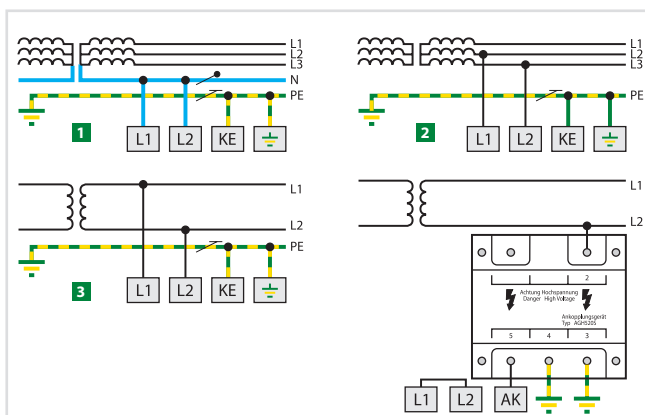 L1
L2
L3
N
PE
1
L1 L2 KE
L1
L2
L3
PE
2
L1 L2 KE
L1
L2
PE
3
L1 L2 KE
L1
L2
2
Achtung Hochspannung
Danger High Voltage
Ankopplungsgerät
Typ AGH520S
5 4 3
L1 L2 AK